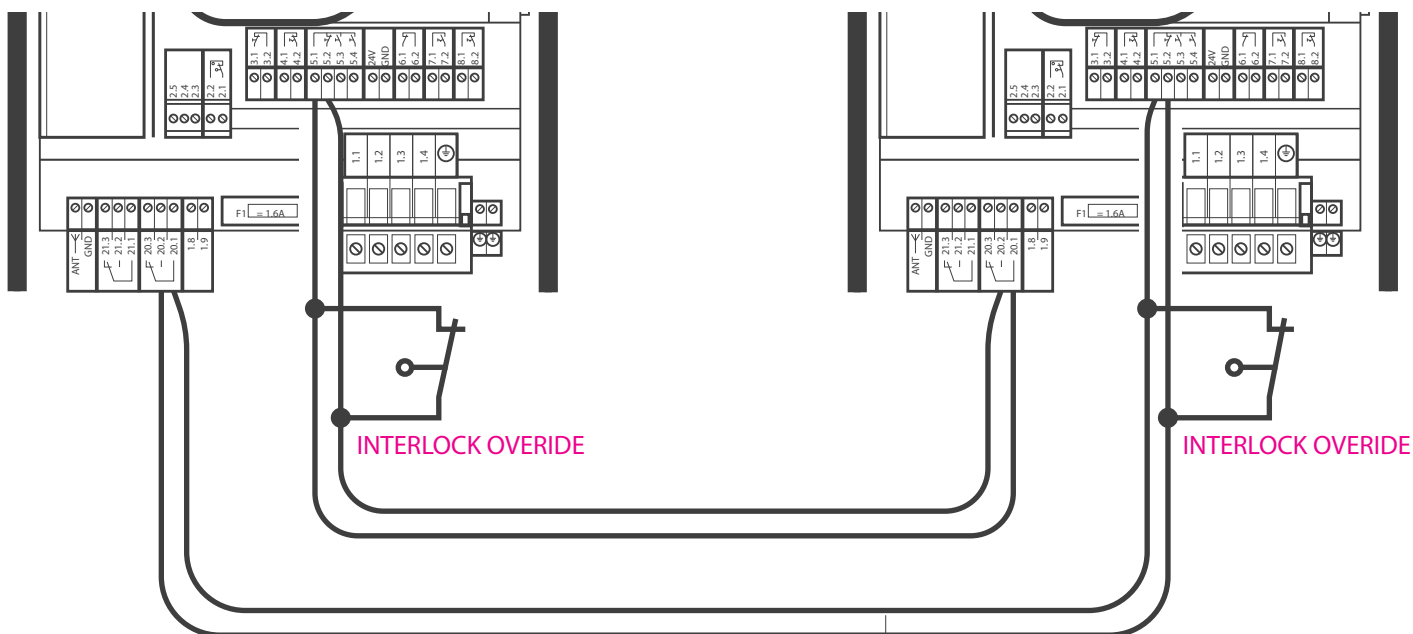 3.1 3.2 4.1 4.2 5.1 5.2 5.3 5.4 24V GND 6.1 6.2 7.1 7.2 8.1 8.2
2.5 2.4 2.3 2.2 2.1
1.1 1.2 1.3 1.4
F1 = 1.6A
ANT GND 21.3 21.2 21.1 20.3 20.2 20.1 1.8 1.9
INTERLOCK OVERIDE
3.1 3.2 4.1 4.2 5.1 5.2 5.3 5.4 24V GND 6.1 6.2 7.1 7.2 8.1 8.2
2.5 2.4 2.3 2.2 2.1
1.1 1.2 1.3 1.4
F1 = 1.6A
ANT GND 21.3 21.2 21.1 20.3 20.2 20.1 1.8 1.9
INTERLOCK OVERIDE